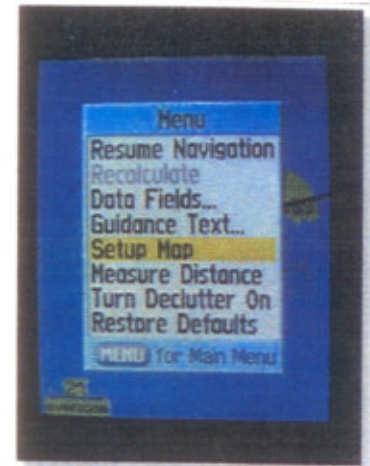 Menu
Resume Navigation
Recalculate
Data Fields...
Guidance Text...
Setup Map
Measure Distance
Turn Declutter On
Restore Defaults
MENU for Main Menu